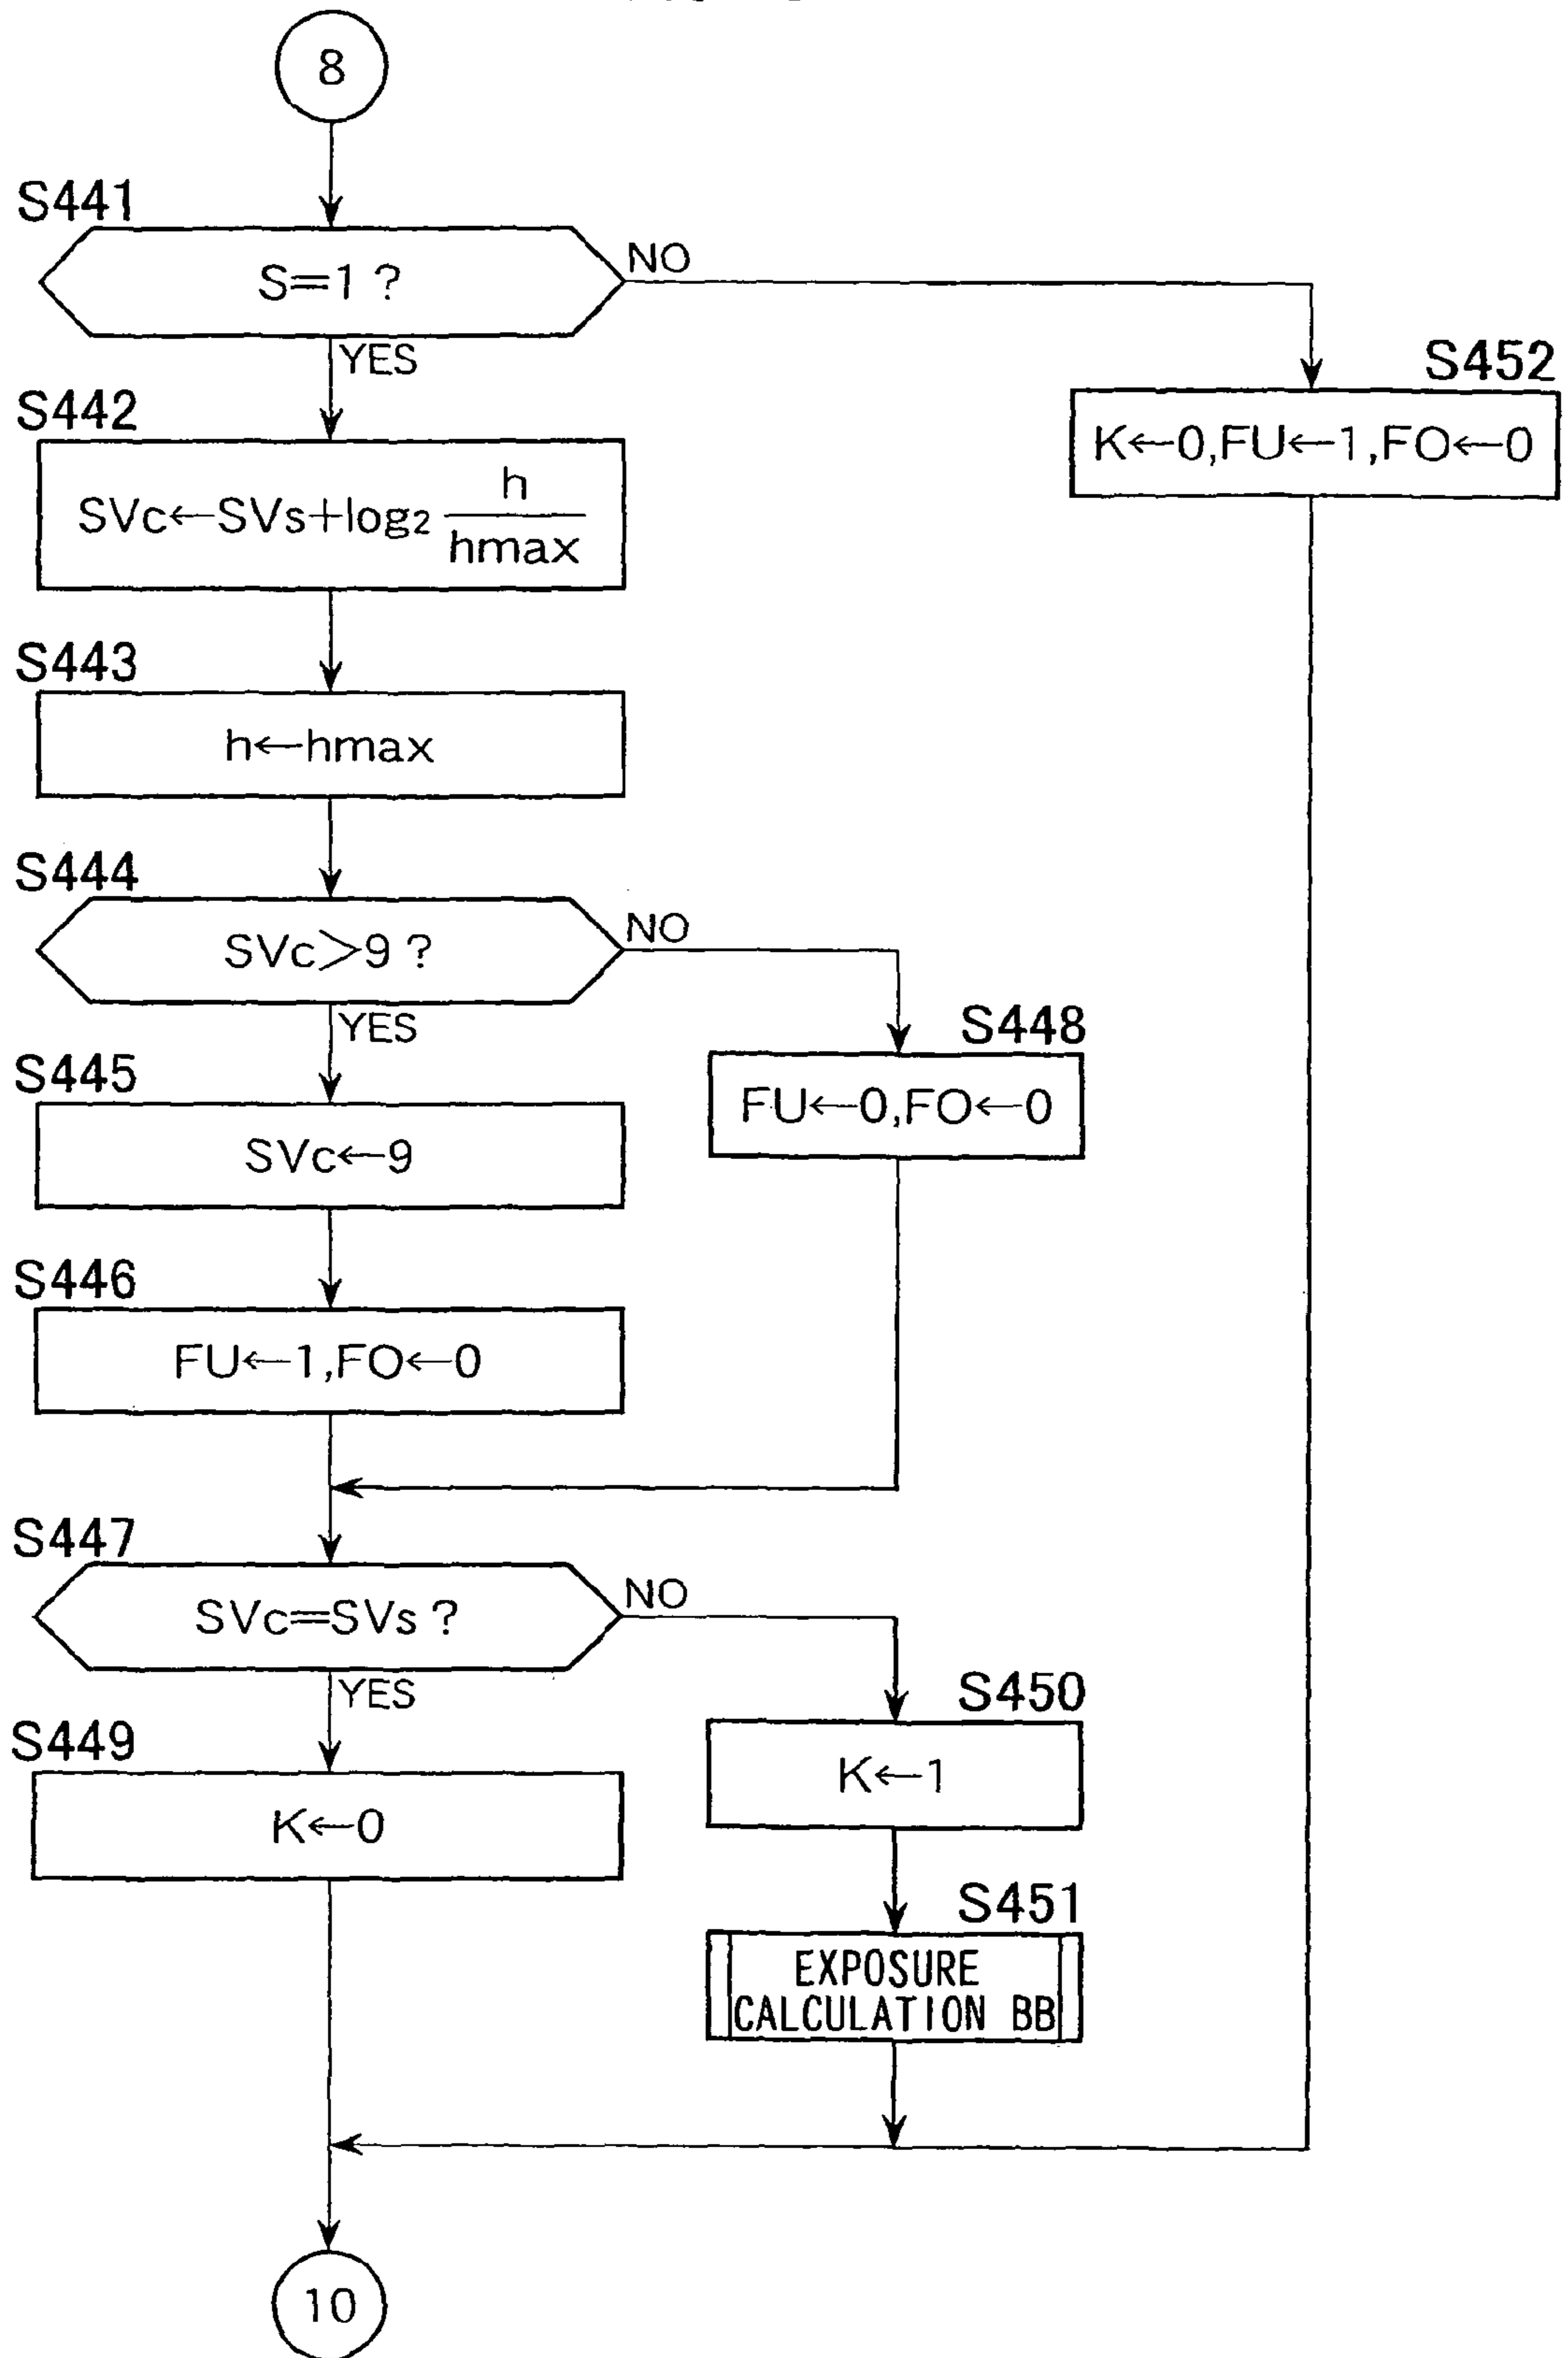 8
S441
S=1 ?
NO
YES
S452
K←0,FU←1,FO←0
S442
SVc←SVs+log2 h/hmax
S443
h←hmax
S444
SVc>9 ?
NO
YES
S448
FU←0,FO←0
S445
SVc←9
S446
FU←1,FO←0
S447
SVc=SVs ?
NO
YES
S450
K←1
S449
K←0
S451
EXPOSURE
CALCULATION BB
10